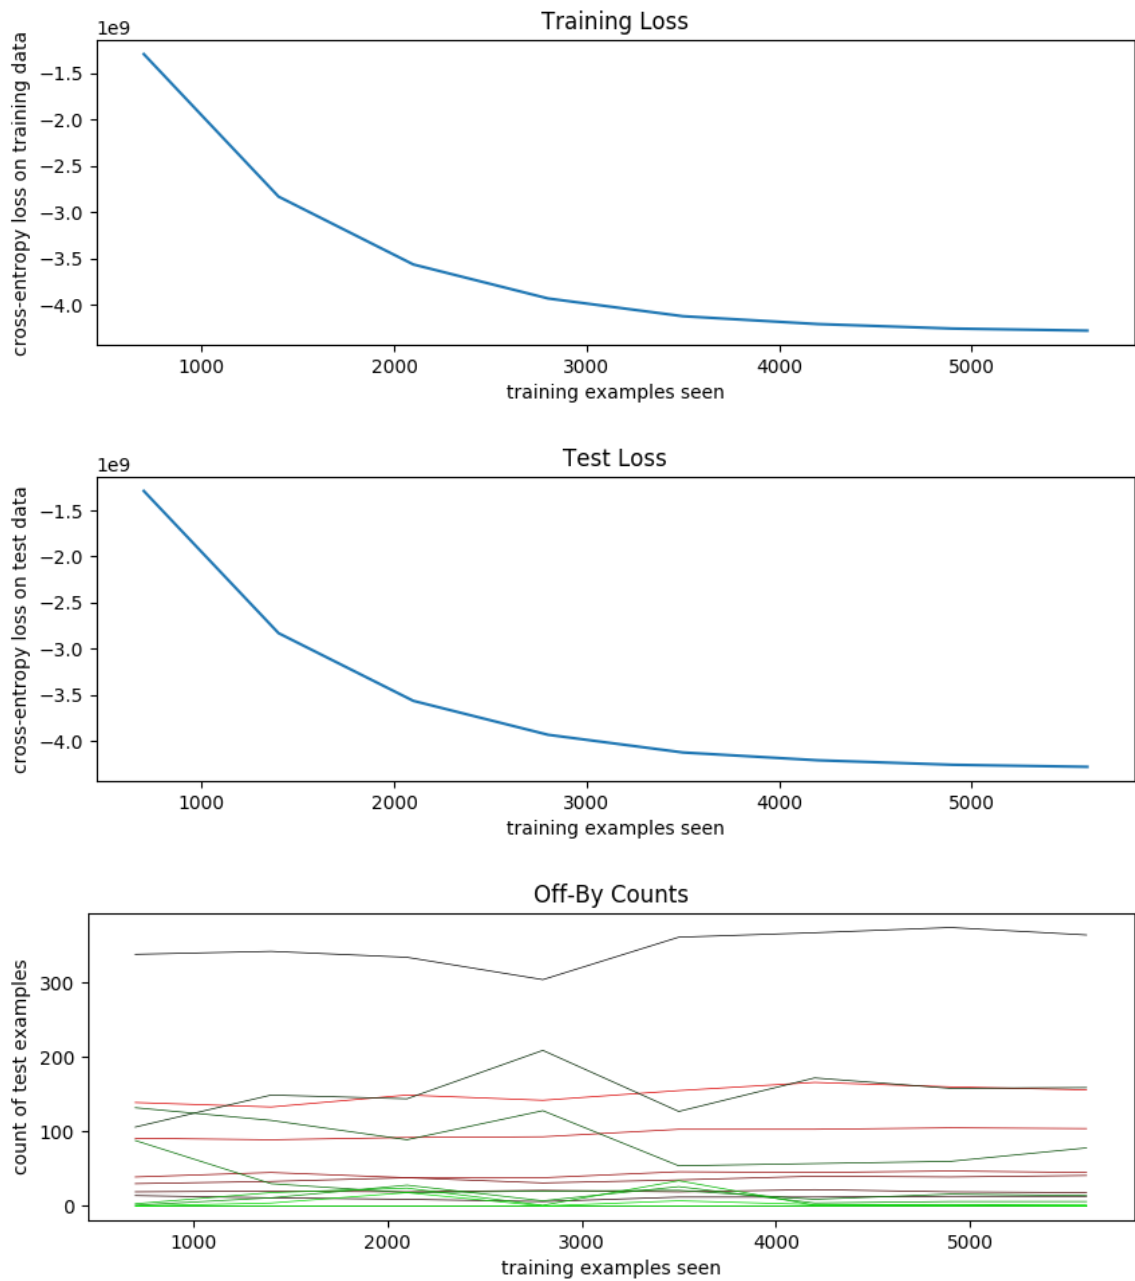 Training Loss
1e9
cross-entropy loss on training data
−1.5
−2.0
−2.5
−3.0
−3.5
−4.0
1000 2000 3000 4000 5000
training examples seen
Test Loss
1e9
cross-entropy loss on test data
−1.5
−2.0
−2.5
−3.0
−3.5
−4.0
1000 2000 3000 4000 5000
training examples seen
Off-By Counts
count of test examples
300
200
100
0
1000 2000 3000 4000 5000
training examples seen